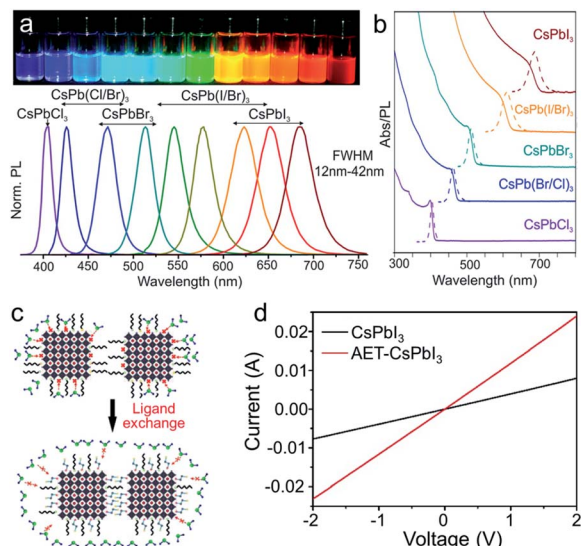 a
CsPb(Cl/Br)₃
CsPb(I/Br)₃
CsPbCl₃
CsPbBr₃
CsPbI₃
FWHM
12nm-42nm
Norm. PL
400 450 500 550 600 650 700 750
Wavelength (nm)
b
CsPbI₃
CsPb(I/Br)₃
CsPbBr₃
CsPb(Br/Cl)₃
CsPbCl₃
Abs/PL
300 500 700
Wavelength (nm)
c
Ligand
exchange
d
CsPbI₃
AET-CsPbI₃
Current (A)
0.02
0.01
0.00
-0.01
-0.02
-2 -1 0 1 2
Voltage (V)